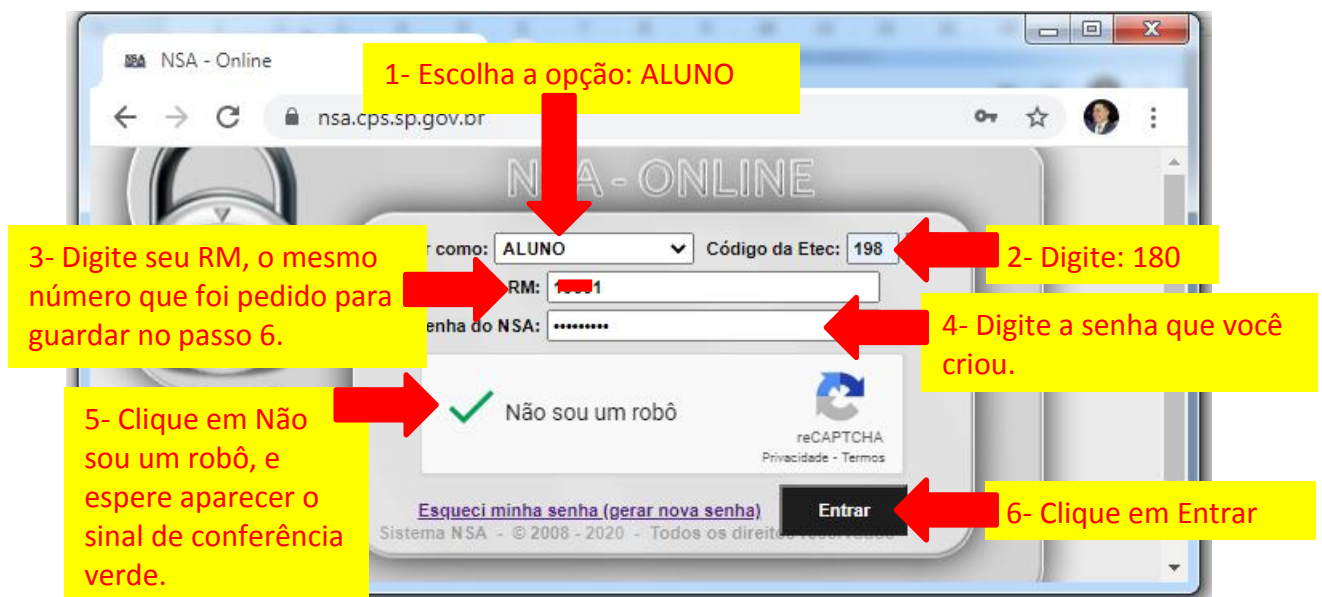 NSA - Online
1- Escolha a opção: ALUNO
nsa.cps.sp.gov.br
- ONLINE
como: ALUNO
Código da Etec: 198
2- Digite: 180
3- Digite seu RM, o mesmo
número que foi pedido para
guardar no passo 6.
RM:
do NSA: •••••••••
4- Digite a senha que você
criou.
5- Clique em Não
sou um robô, e
espere aparecer o
sinal de conferência
verde.
Não sou um robô
reCAPTCHA
Privacidade - Termos
Esqueci minha senha (gerar nova senha)
Entrar
6- Clique em Entrar
Sistema NSA - © 2008 - 2020 - Todos os direitos